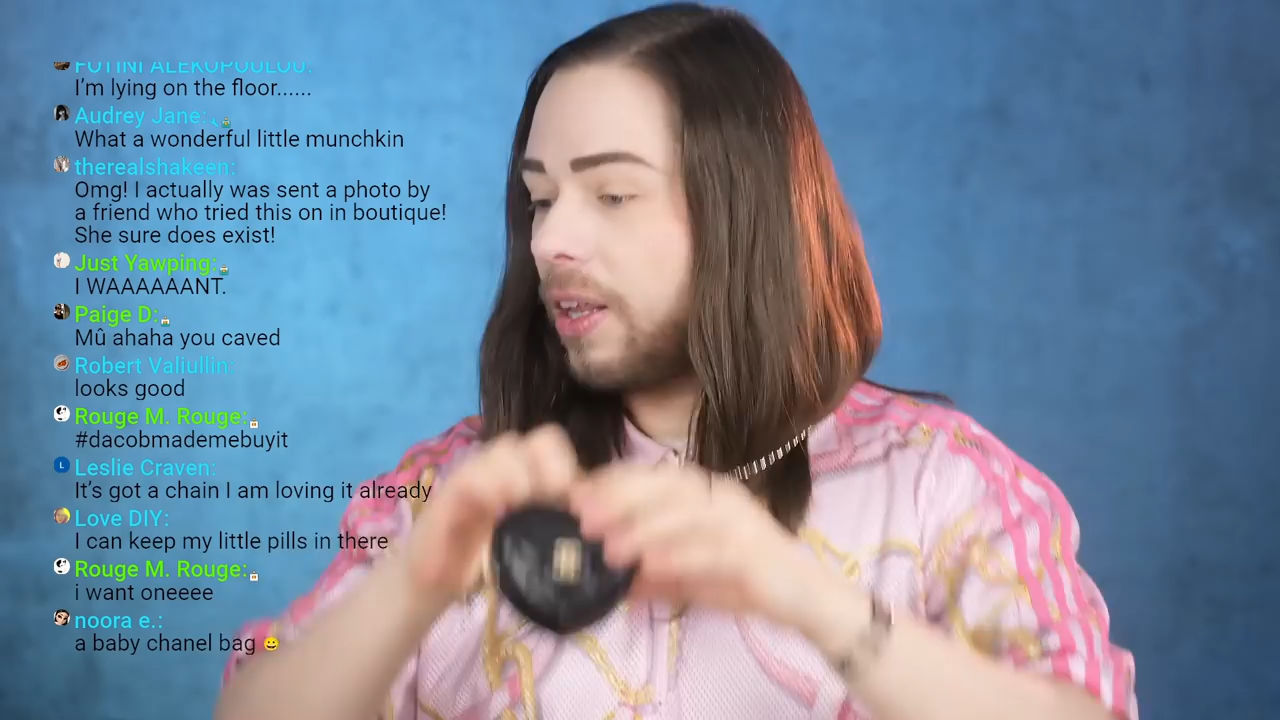 FOTINI ALEKOPOULOU:
I'm lying on the floor......
Audrey Jane:
What a wonderful little munchkin
therealshakeen:
Omg! I actually was sent a photo by
a friend who tried this on in boutique!
She sure does exist!
Just Yawping:
I WAAAAAANT.
Paige D:
Mû ahaha you caved
Robert Valiullin:
looks good
Rouge M. Rouge:
#dacobmademebuyit
L
Leslie Craven:
It's got a chain I am loving it already
Love DIY:
I can keep my little pills in there
Rouge M. Rouge:
i want oneeee
noora e.:
a baby chanel bag 😀